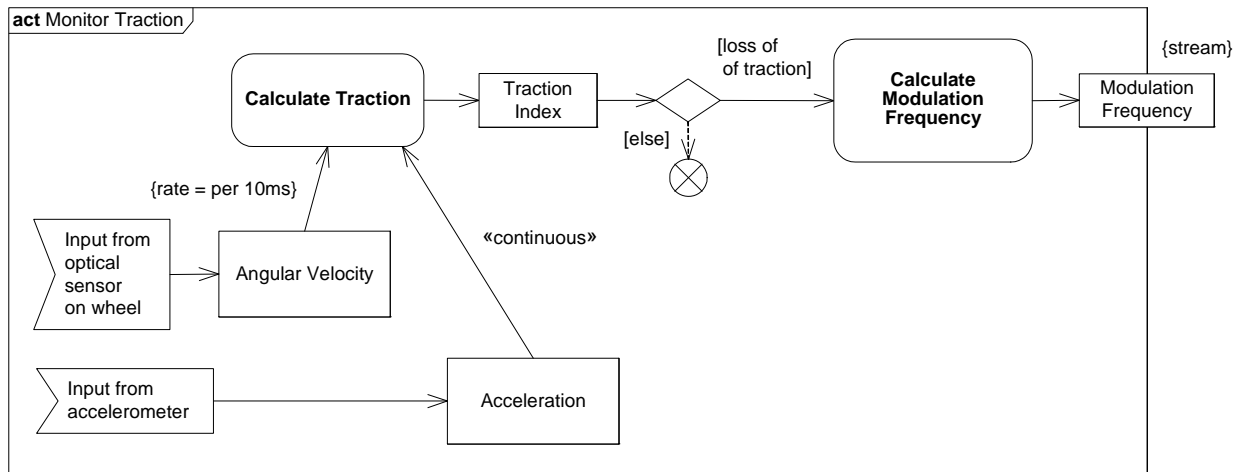 act Monitor Traction
{stream}
[loss of
of traction]
Calculate Traction
Traction
Index
Calculate
Modulation
Frequency
Modulation
Frequency
[else]
{rate = per 10ms}
«continuous»
Input from
optical
sensor
on wheel
Angular Velocity
Input from
accelerometer
Acceleration